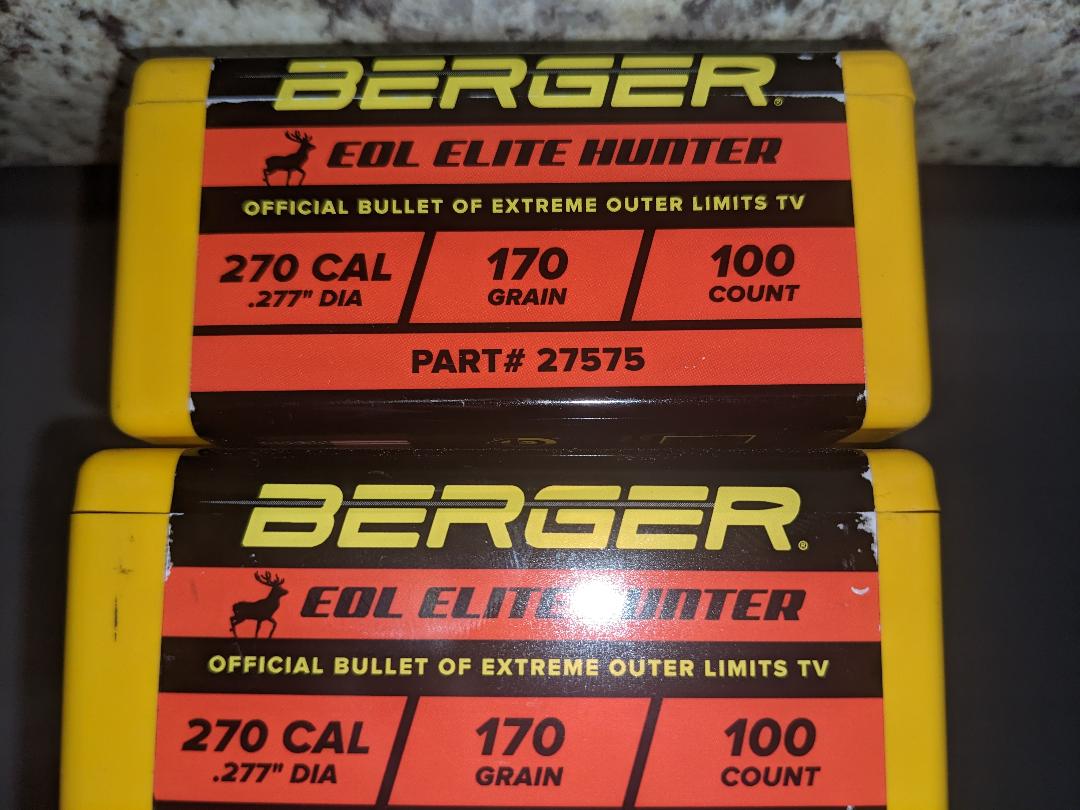 BERGER®
EOL ELITE HUNTER
OFFICIAL BULLET OF EXTREME OUTER LIMITS TV
270 CAL 170 100
.277" DIA GRAIN COUNT
PART# 27575
BERGER®
EOL ELITE HUNTER
OFFICIAL BULLET OF EXTREME OUTER LIMITS TV
270 CAL 170 100
.277" DIA GRAIN COUNT